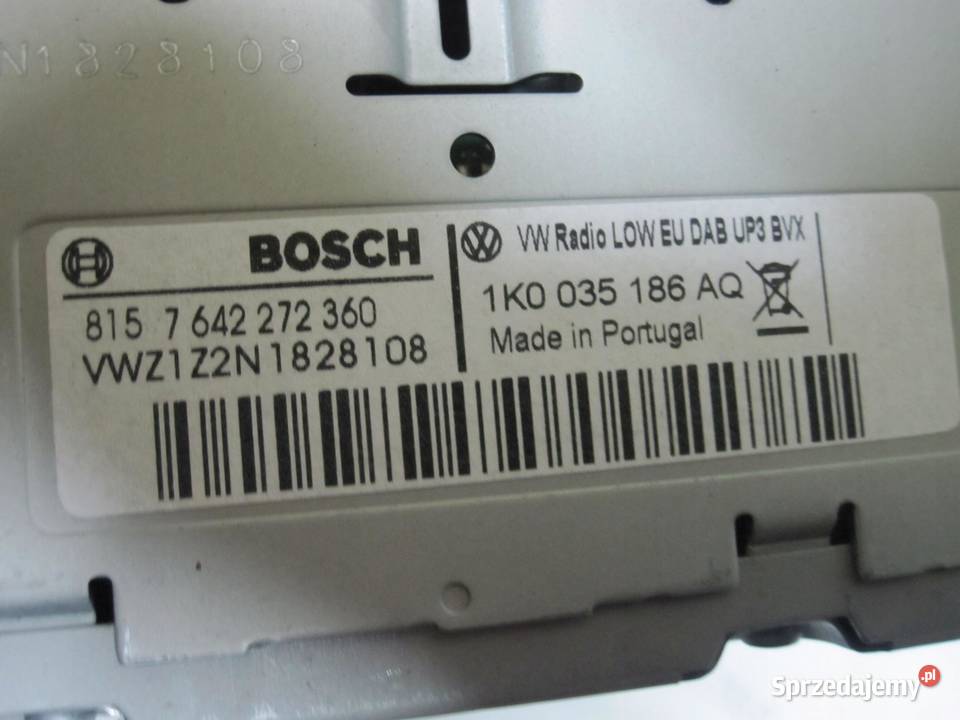 N1828108
BOSCH
815 7 642 272 360
VWZ1Z2N1828108
VW Radio LOW EU DAB UP3 BVX
1K0 035 186 AQ
Made in Portugal
Sprzedajemy.pl